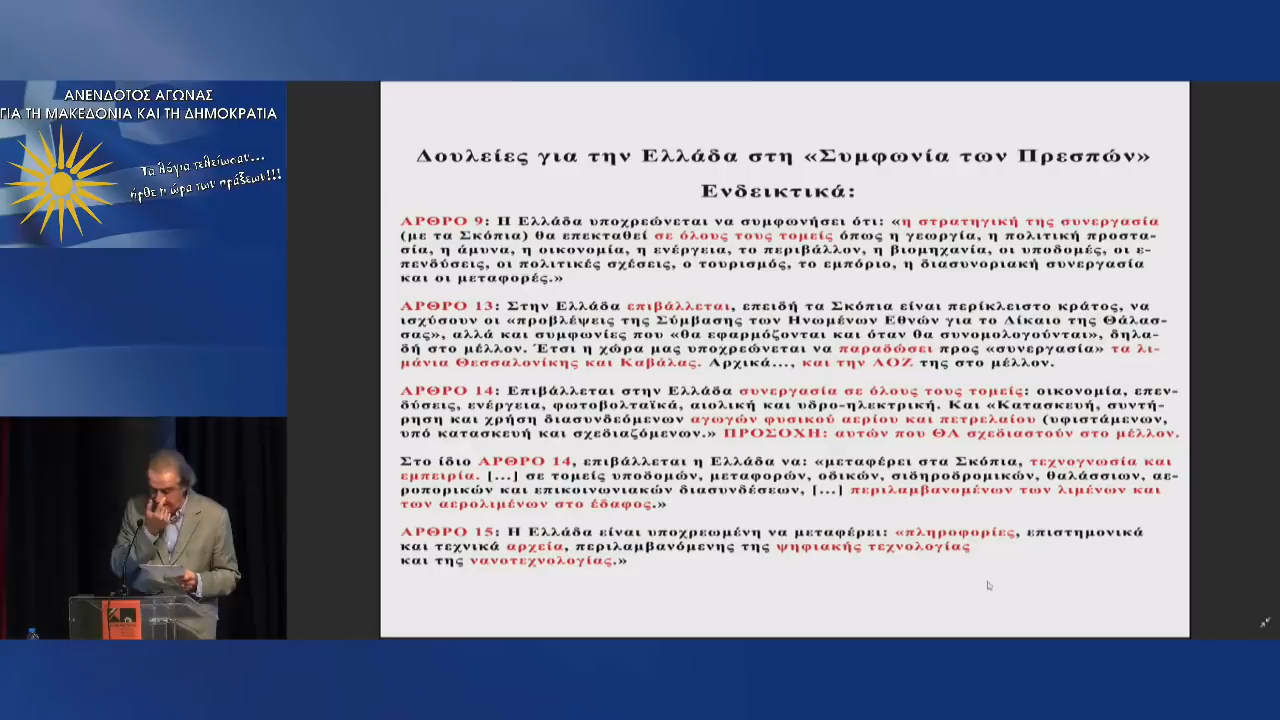 ΑΝΕΝΔΟΤΟΣ ΑΓΩΝΑΣ
ΓΙΑ ΤΗ ΜΑΚΕΔΟΝΙΑ ΚΑΙ ΤΗ ΔΗΜΟΚΡΑΤΙΑ
Τα λόγια τελείωσαν...
ήρθε η ώρα των πράξεων!!!
Δουλείες για την Ελλάδα στη «Συμφωνία των Πρεσπών»
Ενδεικτικά:
ΑΡΘΡΟ 9: Η Ελλάδα υποχρεώνεται να συμφωνήσει ότι: «η στρατηγική της συνεργασία
(με τα Σκόπια) θα επεκταθεί σε όλους τους τομείς όπως η γεωργία, η πολιτική προστα-
σία, η άμυνα, η οικονομία, η ενέργεια, το περιβάλλον, η βιομηχανία, οι υποδομές, οι ε-
πενδύσεις, οι πολιτικές σχέσεις, ο τουρισμός, το εμπόριο, η διασυνοριακή συνεργασία
και οι μεταφορές.»
ΑΡΘΡΟ 13: Στην Ελλάδα επιβάλλεται, επειδή τα Σκόπια είναι περίκλειστο κράτος, να
ισχύσουν οι «προβλέψεις της Σύμβασης των Ηνωμένων Εθνών για το Δίκαιο της Θάλασ-
σας», αλλά και συμφωνίες που «θα εφαρμόζονται και όταν θα συνομολογούνται», δηλα-
δή στο μέλλον. Έτσι η χώρα μας υποχρεώνεται να παραδώσει προς «συνεργασία» τα λι-
μάνια Θεσσαλονίκης και Καβάλας. Αρχικά..., και την ΑΟΖ της στο μέλλον.
ΑΡΘΡΟ 14: Επιβάλλεται στην Ελλάδα συνεργασία σε όλους τους τομείς: οικονομία, επεν-
δύσεις, ενέργεια, φωτοβολταϊκά, αιολική και υδρο-ηλεκτρική. Και «Κατασκευή, συντή-
ρηση και χρήση διασυνδεόμενων αγωγών φυσικού αερίου και πετρελαίου (υφιστάμενων,
υπό κατασκευή και σχεδιαζόμενων.» ΠΡΟΣΟΧΗ: αυτών που ΘΑ σχεδιαστούν στο μέλλον.
Στο ίδιο ΑΡΘΡΟ 14, επιβάλλεται η Ελλάδα να: «μεταφέρει στα Σκόπια, τεχνογνωσία και
εμπειρία. [...] σε τομείς υποδομών, μεταφορών, οδικών, σιδηροδρομικών, θαλάσσιων, αε-
ροπορικών και επικοινωνιακών διασυνδέσεων, [...] περιλαμβανομένων των λιμένων και
των αερολιμένων στο έδαφος.»
ΑΡΘΡΟ 15: Η Ελλάδα είναι υποχρεωμένη να μεταφέρει: «πληροφορίες, επιστημονικά
και τεχνικά αρχεία, περιλαμβανόμενης της ψηφιακής τεχνολογίας
και της νανοτεχνολογίας.»